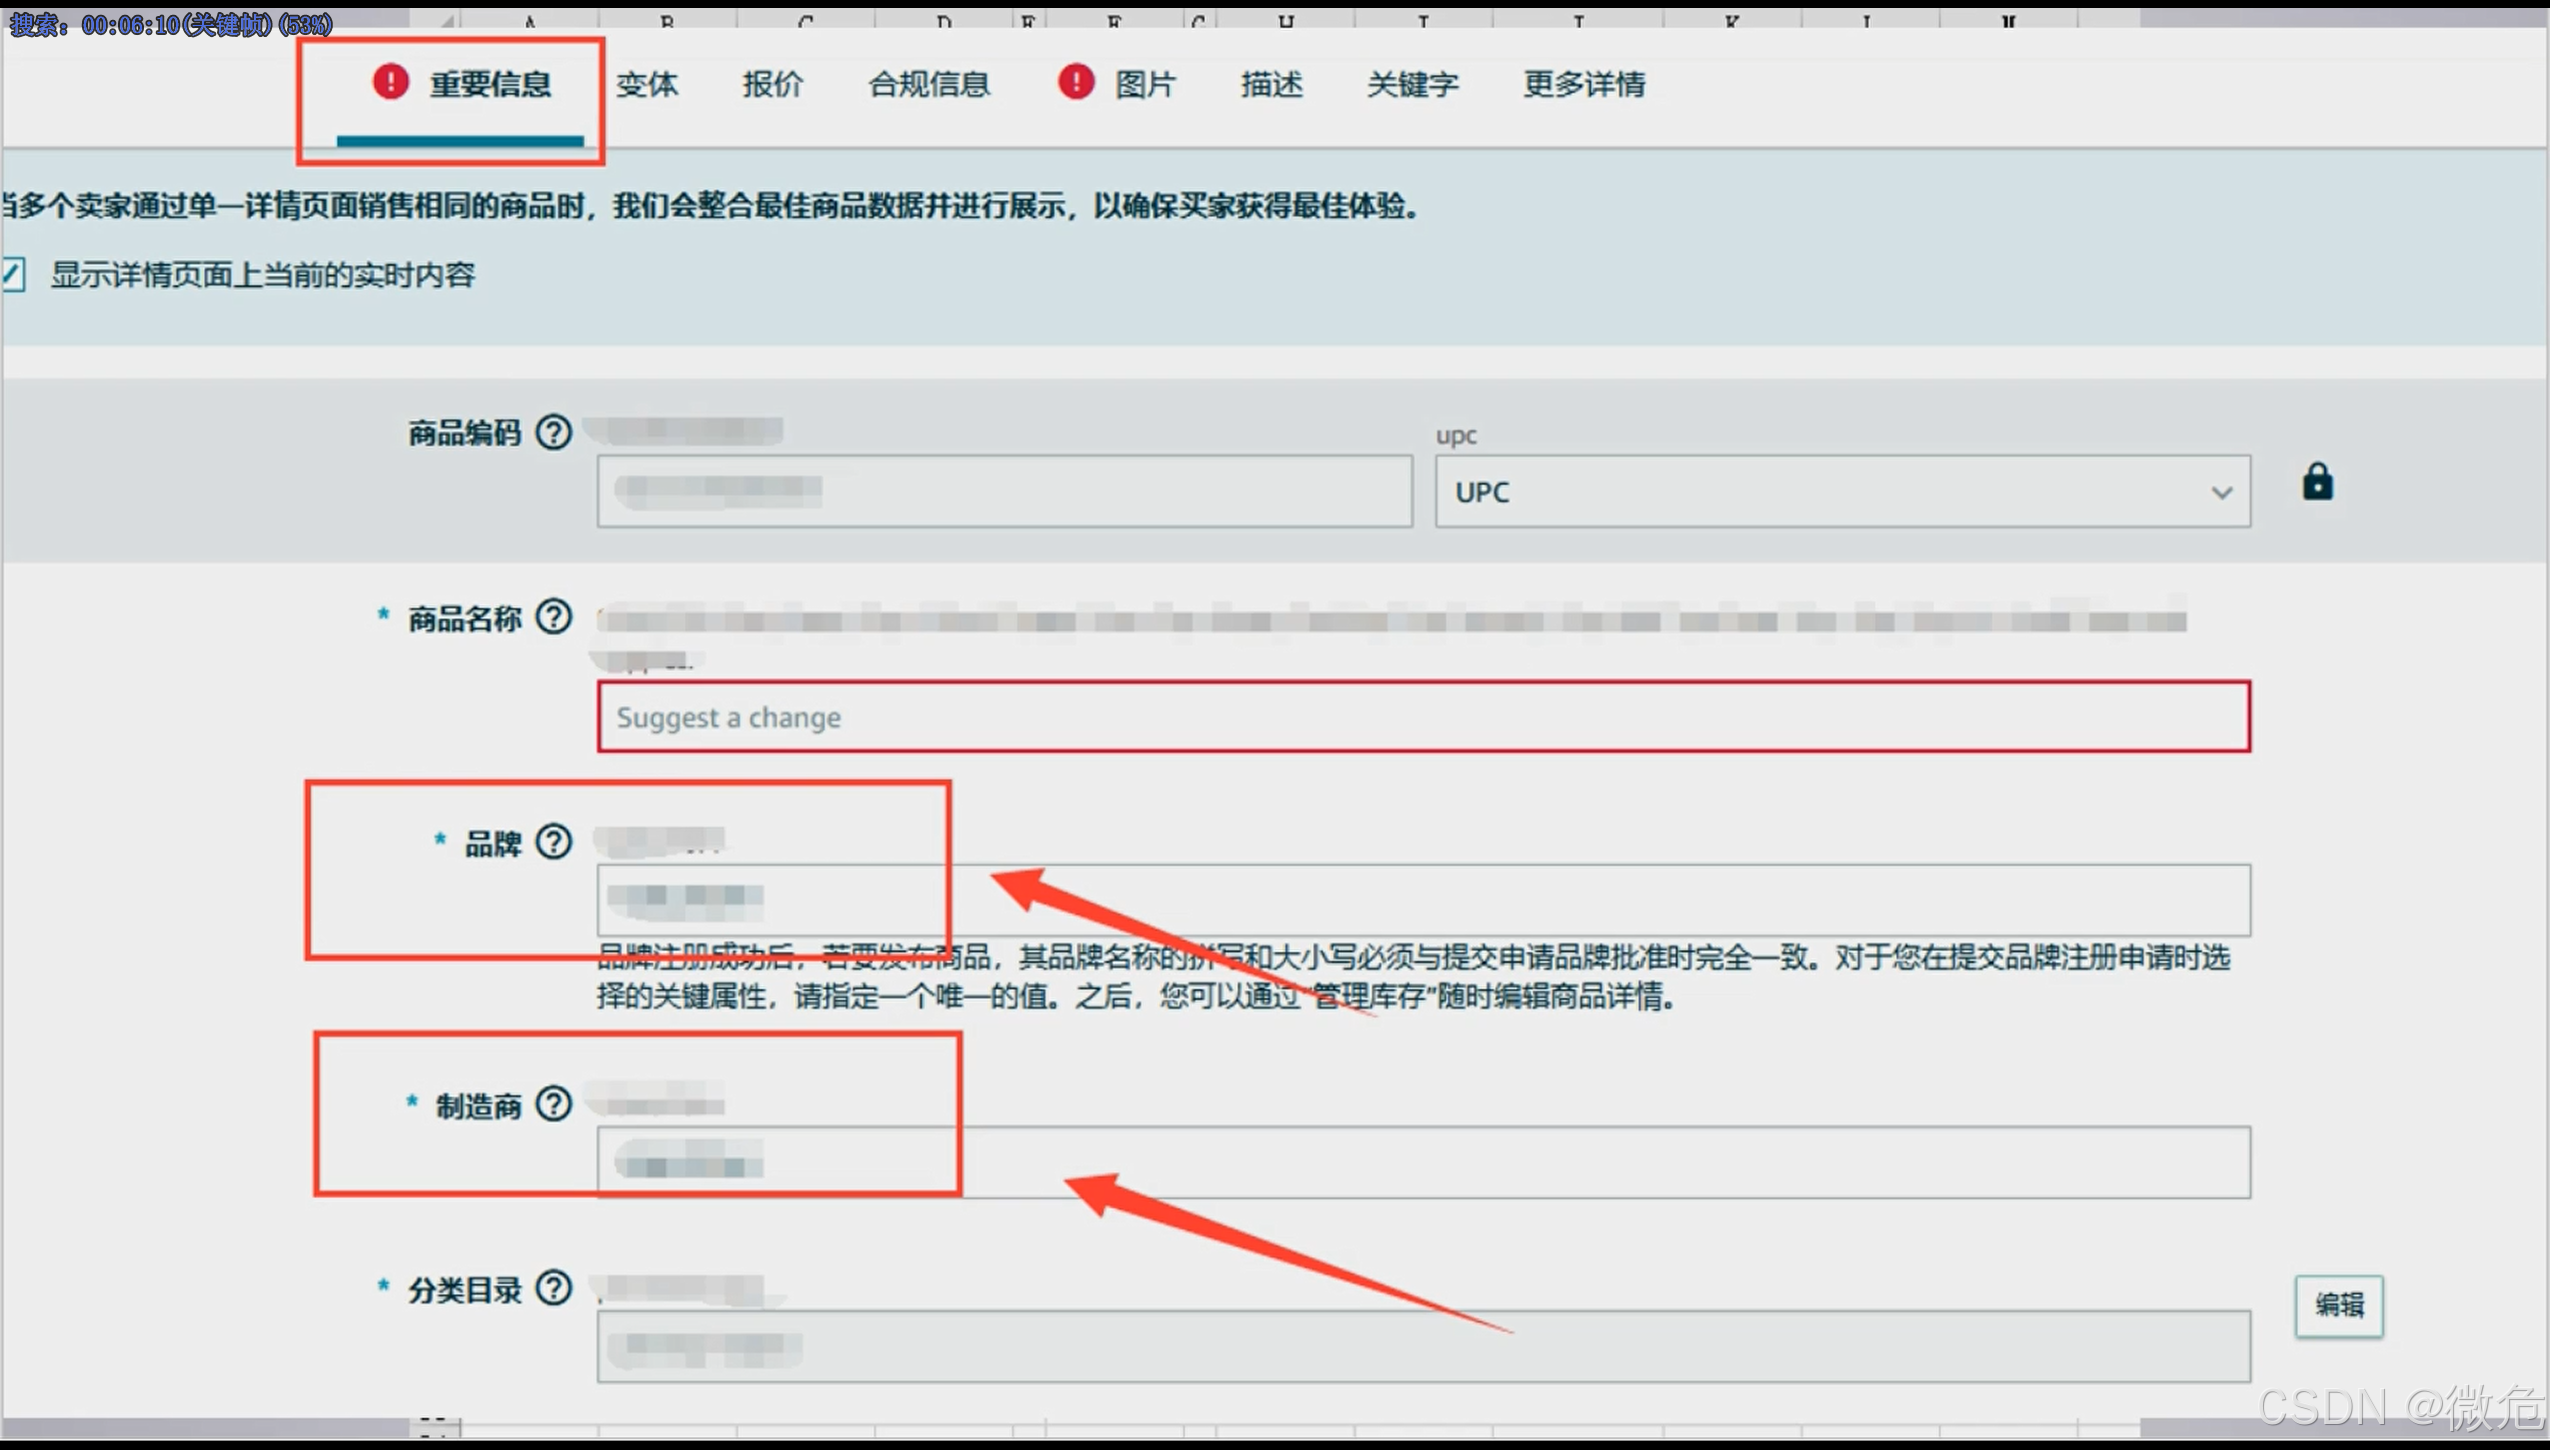 搜索: 00:06:10(关键帧)(53%)
重要信息 变体 报价 合规信息 图片 描述 关键字 更多详情
当多个卖家通过单一详情页面销售相同的商品时，我们会整合最佳商品数据并进行展示，以确保买家获得最佳体验。
显示详情页面上当前的实时内容
商品编码
upc
UPC
* 商品名称
Suggest a change
* 品牌
品牌注册成功后，若要发布商品，其品牌名称的拼写和大小写必须与提交申请品牌批准时完全一致。对于您在提交品牌注册申请时选
择的关键属性，请指定一个唯一的值。之后，您可以通过“管理库存”随时编辑商品详情。
* 制造商
* 分类目录
编辑
CSDN @微危